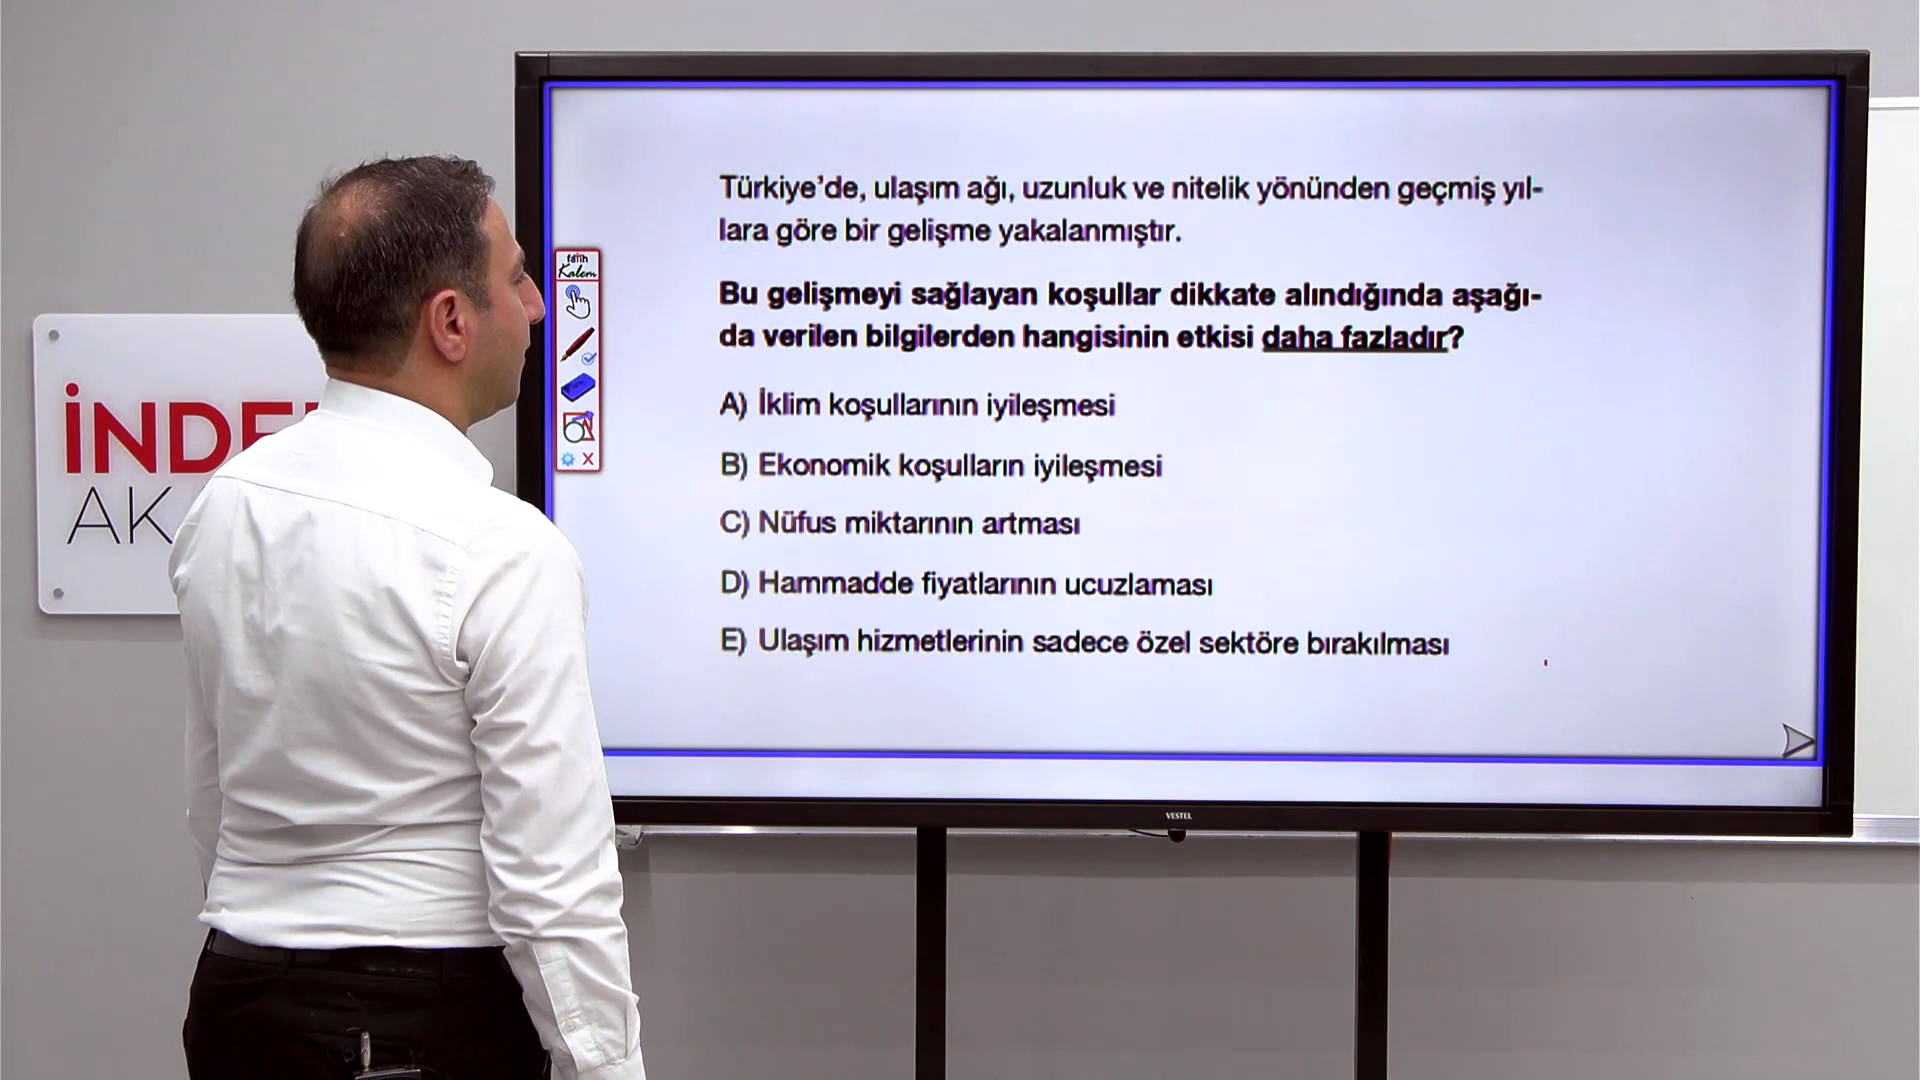 Türkiye'de, ulaşım ağı, uzunluk ve nitelik yönünden geçmiş yıl-
lara göre bir gelişme yakalanmıştır.
Bu gelişmeyi sağlayan koşullar dikkate alındığında aşağı-
da verilen bilgilerden hangisinin etkisi daha fazladır?
A) İklim koşullarının iyileşmesi
B) Ekonomik koşulların iyileşmesi
C) Nüfus miktarının artması
D) Hammadde fiyatlarının ucuzlaması
E) Ulaşım hizmetlerinin sadece özel sektöre bırakılması
fatih
Kalem
VESTEL